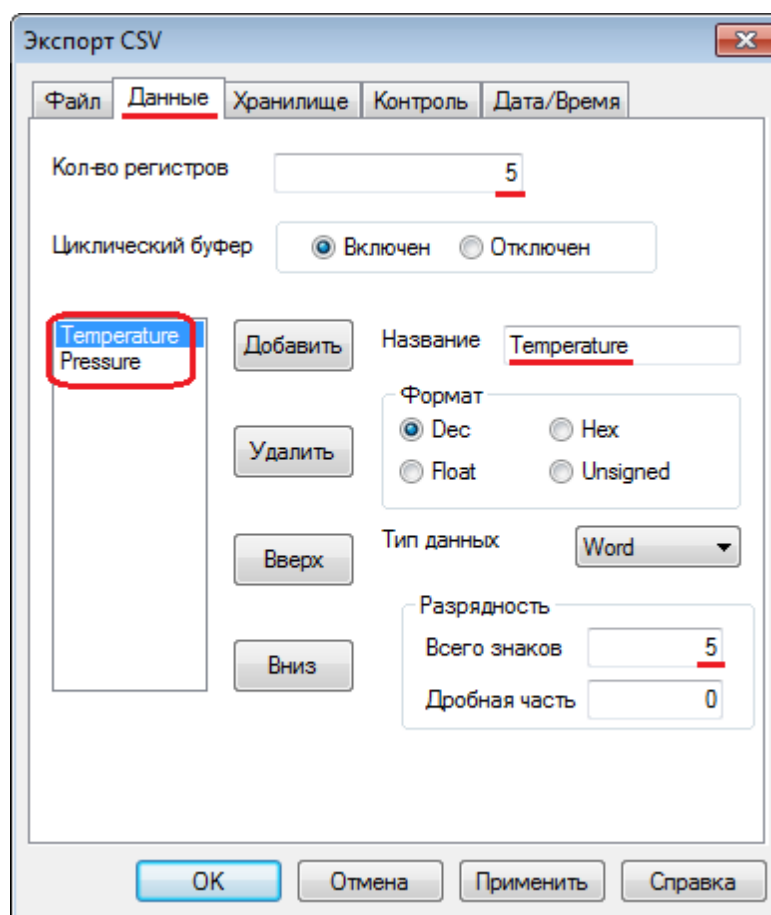 Экспорт CSV
Файл Данные Хранилище Контроль Дата/Время
Кол-во регистров 5
Циклический буфер Включен Отключен
Temperature Добавить Название Temperature
Pressure
Формат
Dec Hex
Удалить
Float Unsigned
Тип данных Word
Вверх
Разрядность
Всего знаков 5
Вниз
Дробная часть 0
OK Отмена Применить Справка